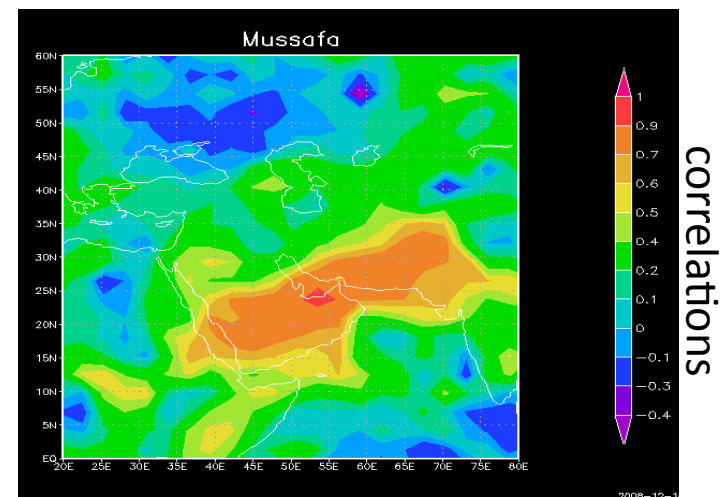 Mussafa
60N
55N
50N
45N
40N
35N
30N
25N
20N
15N
10N
5N
EQ
20E 25E 30E 35E 40E 45E 50E 55E 60E 65E 70E 75E 80E
1
0.9
0.7
0.6
0.5
0.4
0.2
0.1
0
-0.1
-0.3
-0.4
correlations